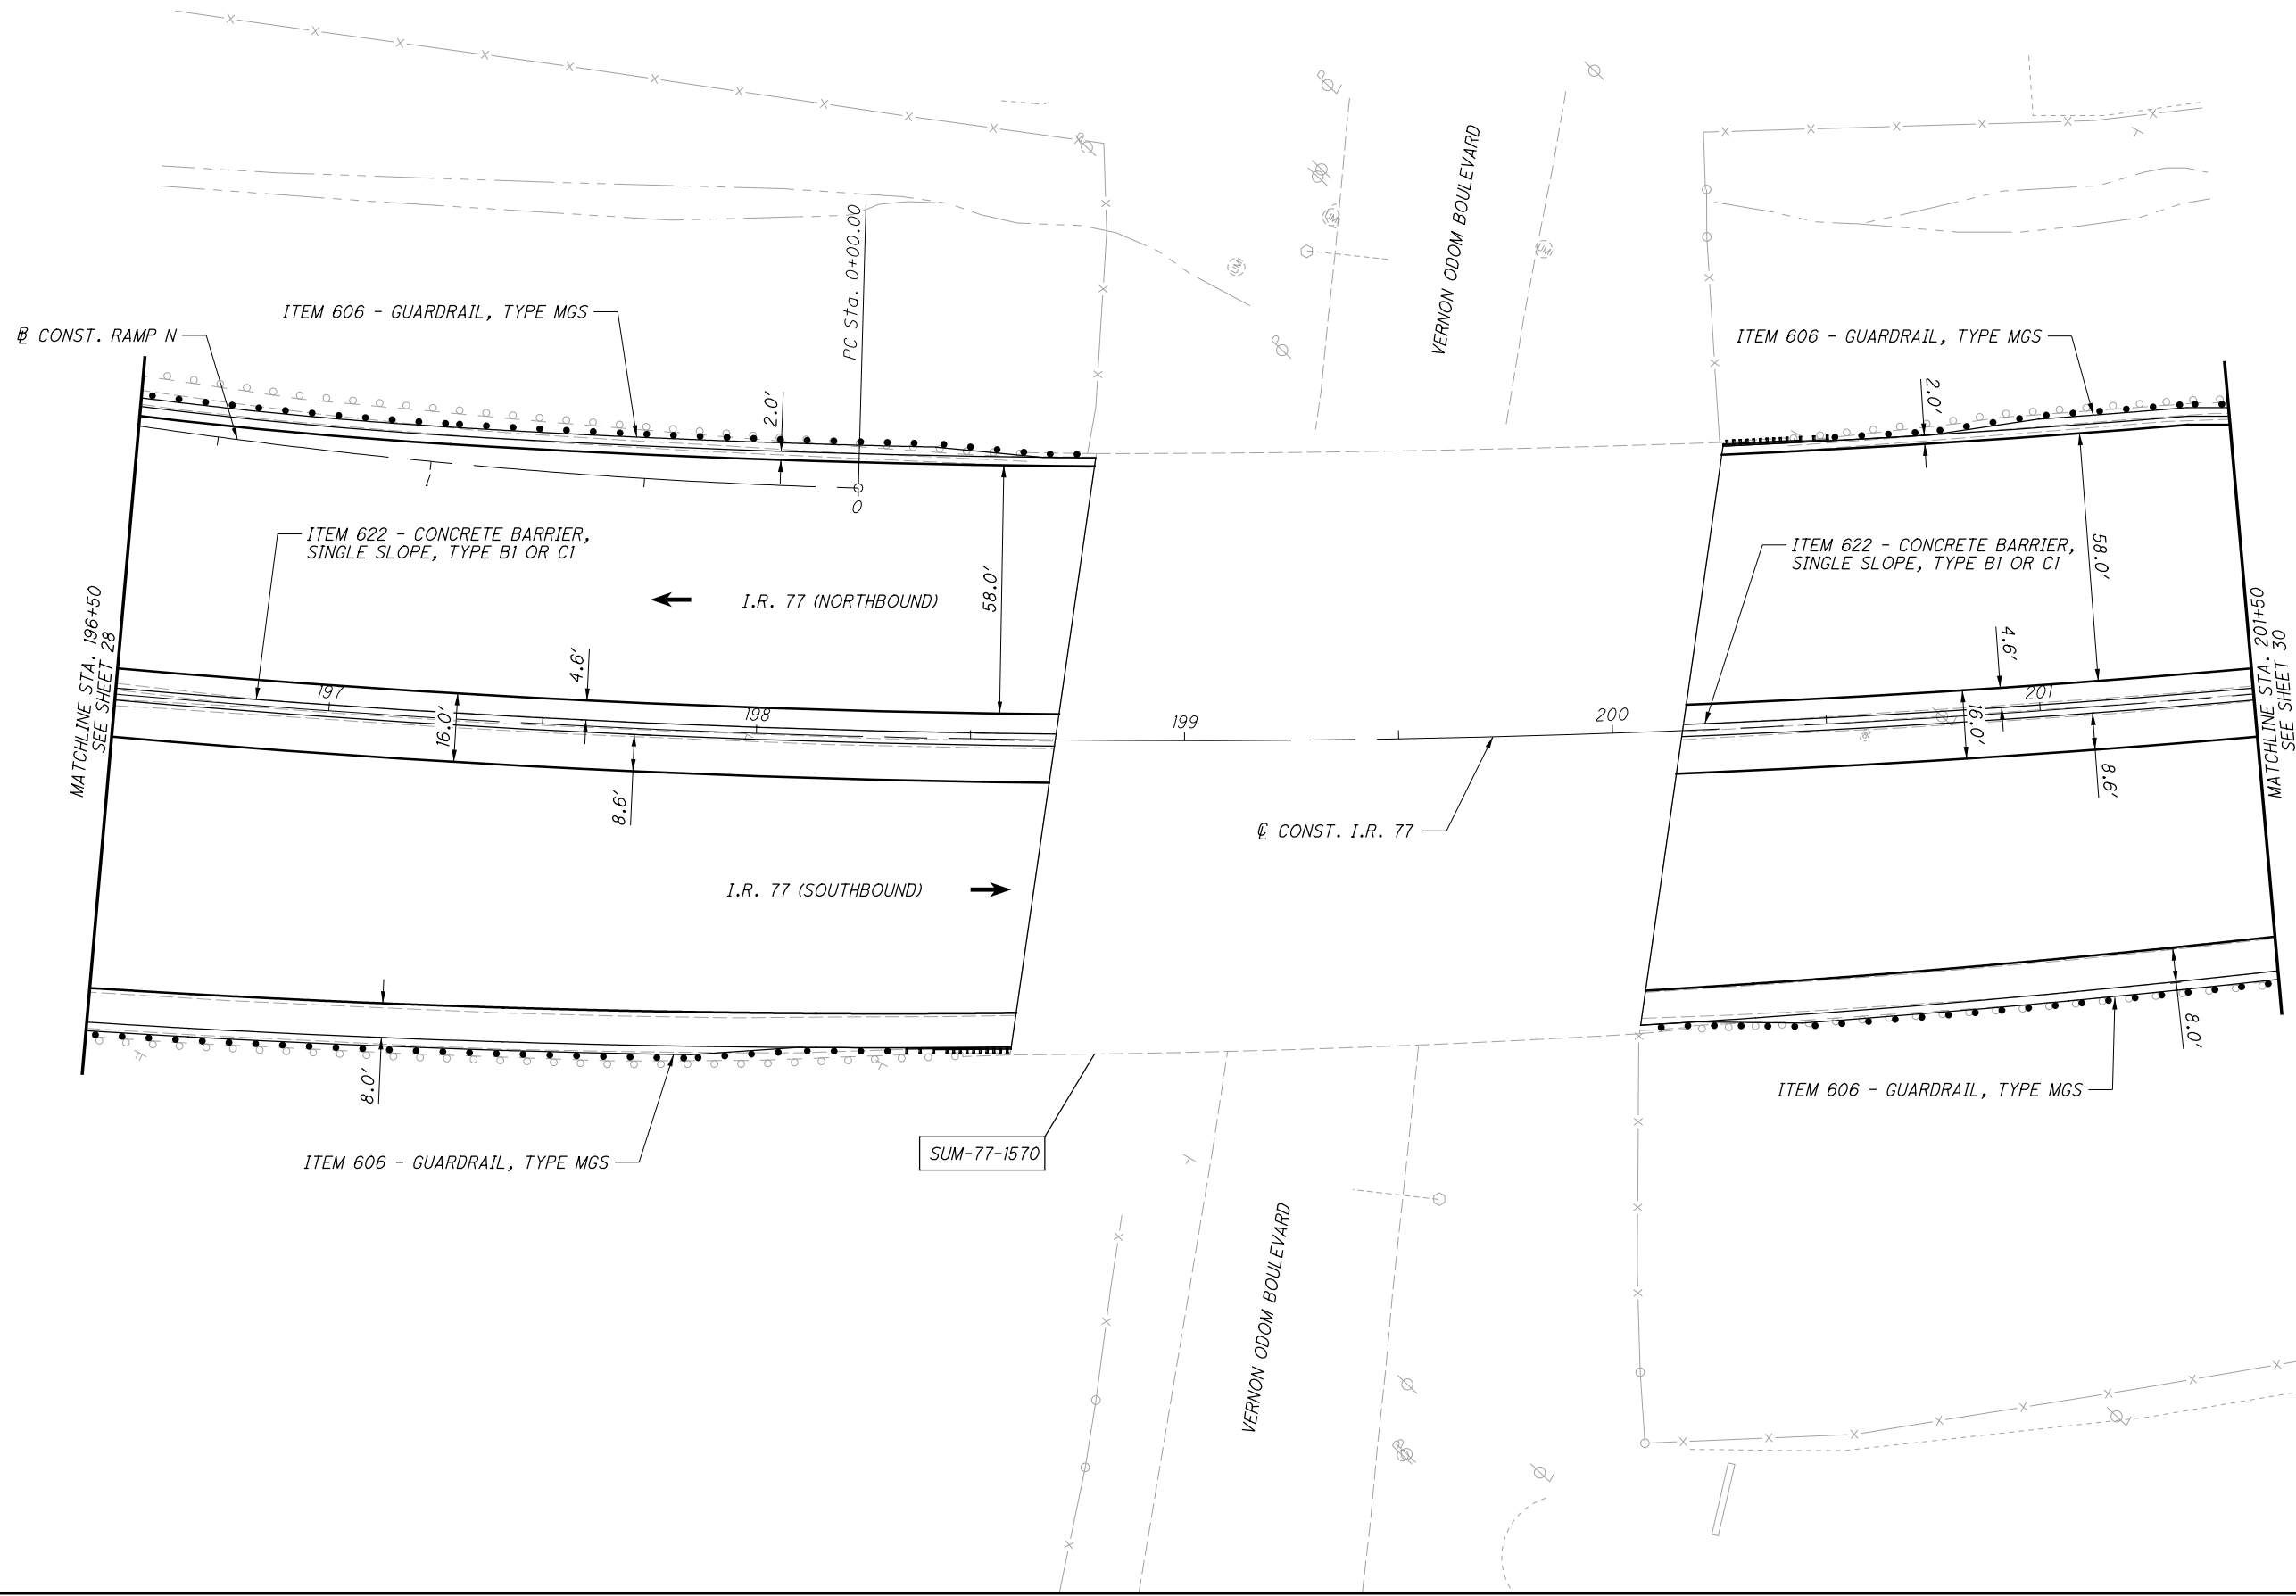 VERNON ODOM BOULEVARD
PC Sta. 0+00.00
ITEM 606 - GUARDRAIL, TYPE MGS
B CONST. RAMP N
ITEM 606 - GUARDRAIL, TYPE MGS
2.0'
2.0'
1
0
ITEM 622 - CONCRETE BARRIER,
SINGLE SLOPE, TYPE B1 OR C1
ITEM 622 - CONCRETE BARRIER,
SINGLE SLOPE, TYPE B1 OR C1
58.0'
58.0'
I.R. 77 (NORTHBOUND)
MATCHLINE STA. 196+50
SEE SHEET 28
MATCHLINE STA. 201+50
SEE SHEET 30
4.6'
4.6'
197
198
199
200
201
16.0'
16.0'
8.6'
8.6'
℄ CONST. I.R. 77
I.R. 77 (SOUTHBOUND)
8.0'
8.0'
ITEM 606 - GUARDRAIL, TYPE MGS
ITEM 606 - GUARDRAIL, TYPE MGS
SUM-77-1570
VERNON ODOM BOULEVARD